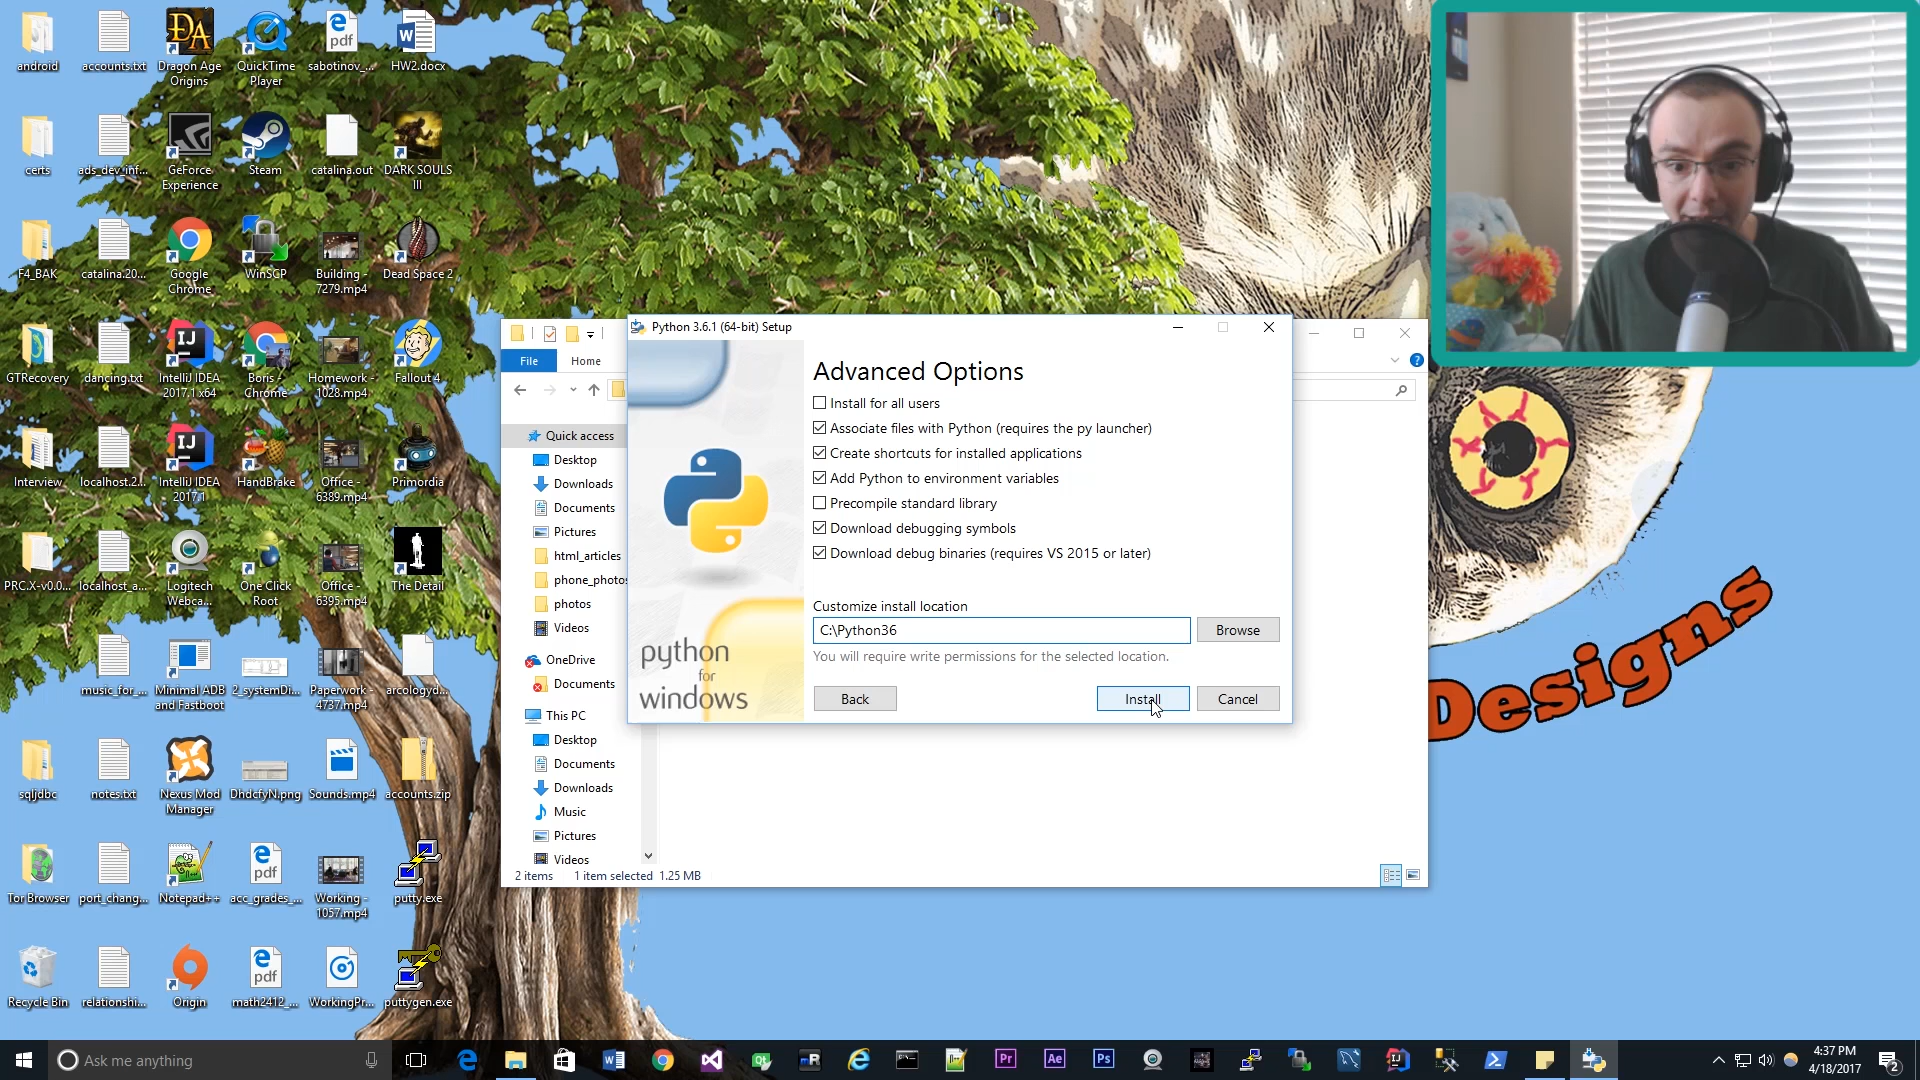 android
accounts.txt
Dragon Age
Origins
QuickTime
Player
sabotinov_...
HW2.docx
certs
ads_dev_inf...
GeForce
Experience
Steam
catalina.out
DARK SOULS
III
F4_BAK
catalina.20...
Google
Chrome
WinSCP
Building -
7279.mp4
Dead Space 2
GTRecovery
dancing.txt
IntelliJ IDEA
2017.1 x64
Boris -
Chrome
Homework -
1028.mp4
Fallout 4
Interview
localhost.2...
IntelliJ IDEA
2017.1
HandBrake
Office -
6389.mp4
Primordia
PRC.X-v0.0...
localhost_a...
Logitech
Webca...
One Click
Root
Office -
6395.mp4
The Detail
music_for_...
Minimal ADB
and Fastboot
2_systemDi...
Paperwork -
4737.mp4
arcologyd...
sqljdbc
notes.txt
Nexus Mod
Manager
DhdcfyN.png
Sounds.mp4
accounts.zip
Tor Browser
port_chang...
Notepad++
acc_grades_...
Working -
1057.mp4
putty.exe
Recycle Bin
relationshi...
Origin
math2412_...
WorkingPr...
puttygen.exe
File
Home
Quick access
Desktop
Downloads
Documents
Pictures
html_articles
phone_photos
photos
Videos
OneDrive
Documents
This PC
Desktop
Documents
Downloads
Music
Pictures
Videos
2 items
1 item selected 1.25 MB
Python 3.6.1 (64-bit) Setup
Advanced Options
Install for all users
Associate files with Python (requires the py launcher)
Create shortcuts for installed applications
Add Python to environment variables
Precompile standard library
Download debugging symbols
Download debug binaries (requires VS 2015 or later)
Customize install location
C:\Python36
Browse
You will require write permissions for the selected location.
Back
Install
Cancel
python
for
windows
Designs
Ask me anything
4:37 PM
4/18/2017
2